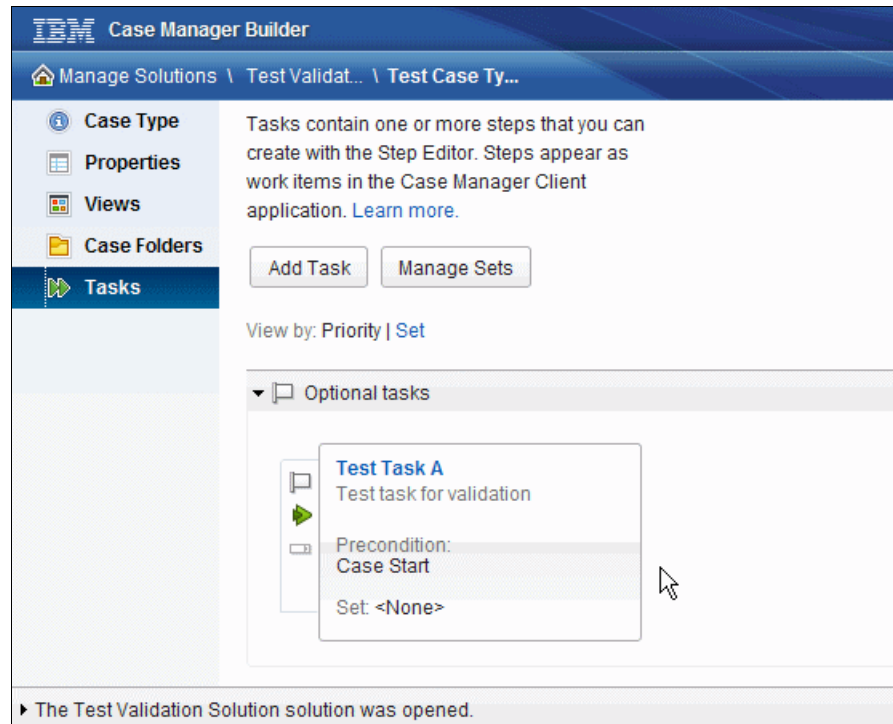 IBM Case Manager Builder
Manage Solutions \ Test Validat... \ Test Case Ty...
Case Type
Properties
Views
Case Folders
Tasks
Tasks contain one or more steps that you can
create with the Step Editor. Steps appear as
work items in the Case Manager Client
application. Learn more.
Add Task
Manage Sets
View by: Priority | Set
Optional tasks
Test Task A
Test task for validation
Precondition:
Case Start
Set: <None>
The Test Validation Solution solution was opened.